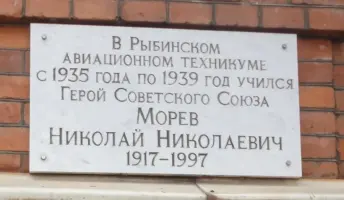 В Рыбинском
авиационном техникуме
с 1935 года по 1939 год учился
Герой Советского Союза
Морев
Николай Николаевич
1917-1997